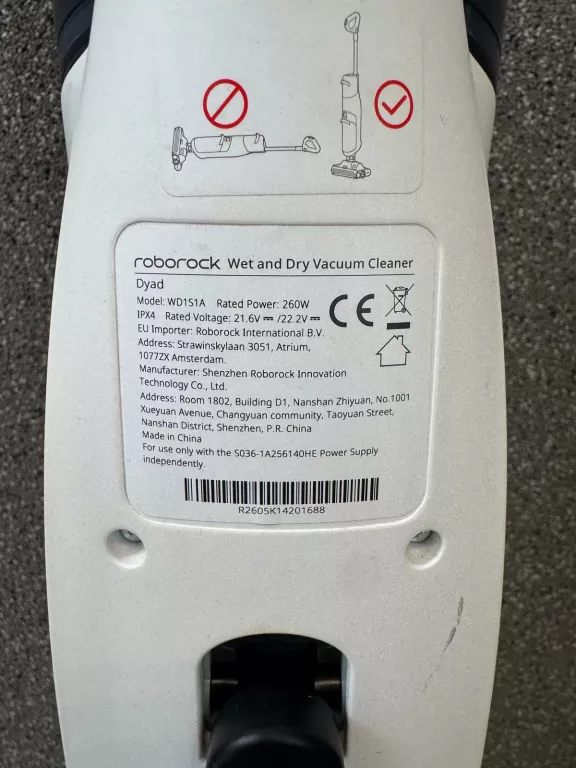 roborock Wet and Dry Vacuum Cleaner
Dyad
Model: WD1S1A Rated Power: 260W
IPX4 Rated Voltage: 21.6V⎓/22.2V⎓
EU Importer: Roborock International B.V.
Address: Strawinskylaan 3051, Atrium,
1077ZX Amsterdam.
Manufacturer: Shenzhen Roborock Innovation
Technology Co., Ltd.
Address: Room 1802, Building D1, Nanshan Zhiyuan, No.1001
Xueyuan Avenue, Changyuan community, Taoyuan Street,
Nanshan District, Shenzhen, P.R. China
Made in China
For use only with the S036-1A256140HE Power Supply
independently.
CE
R2605K14201688